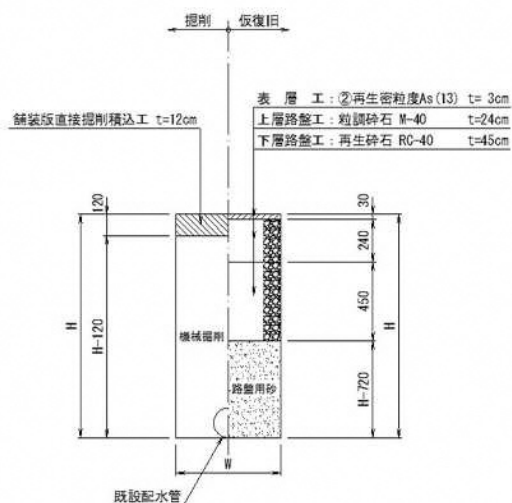 掘削 仮復旧
表 層 工：②再生密粒度As(13) t= 3cm
舗装版直接掘削積込工 t=12cm
上層路盤工：粒調砕石 M-40 t=24cm
下層路盤工：再生砕石 RC-40 t=45cm
120
30
240
H
H-120
450
H
機械掘削
路盤用砂
H-720
W
既設配水管